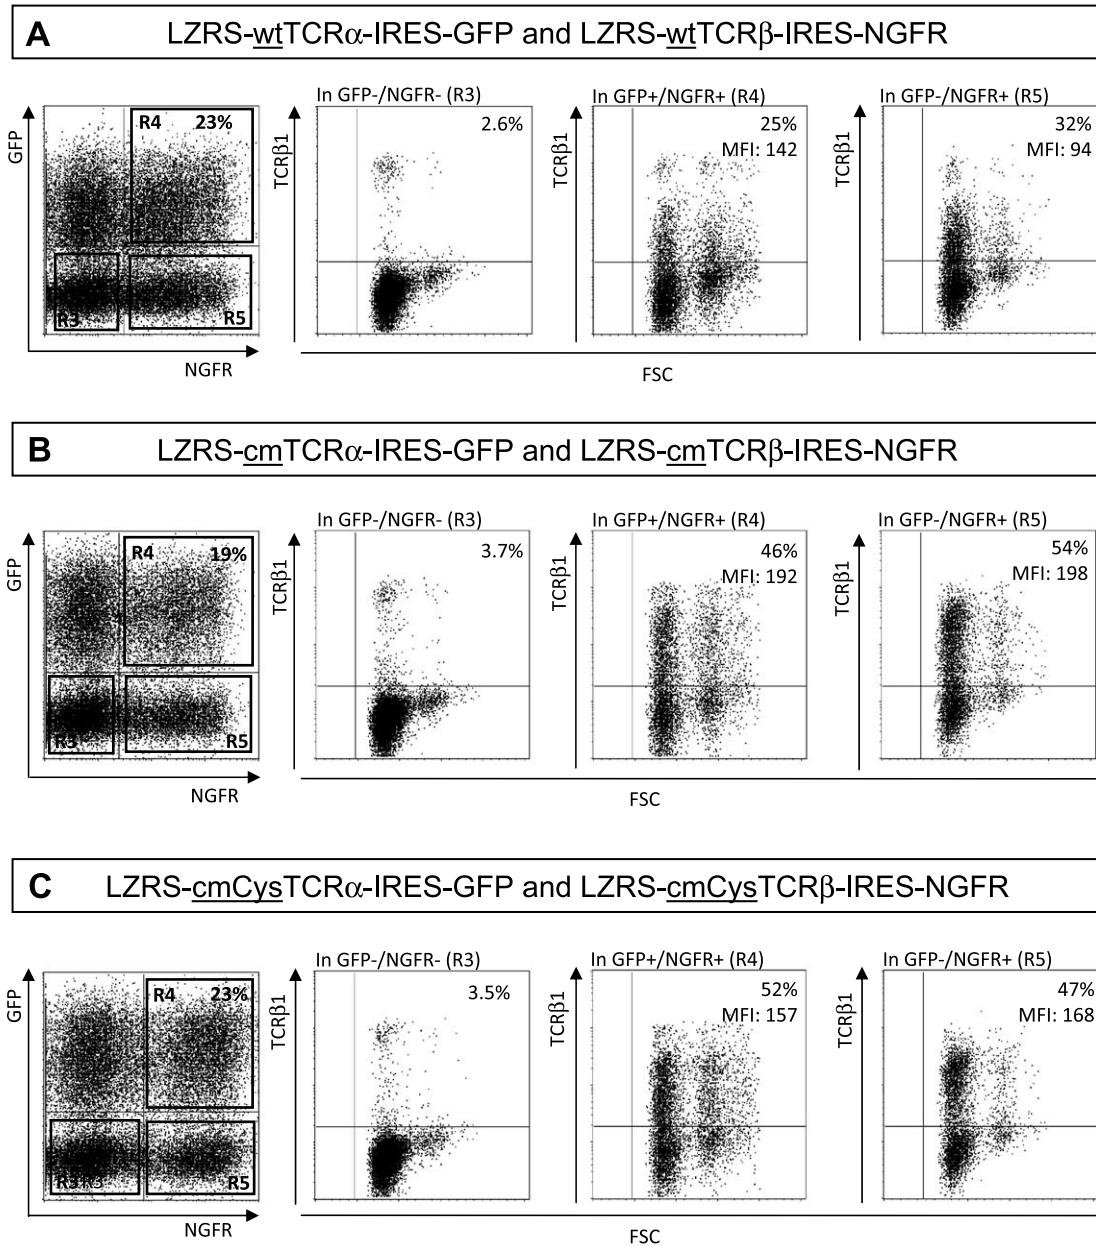 A LZRS-wtTCRα-IRES-GFP and LZRS-wtTCRβ-IRES-NGFR
GFP
R4 23%
R3
R5
NGFR
In GFP-/NGFR- (R3)
TCRβ1
2.6%
In GFP+/NGFR+ (R4)
TCRβ1
25%
MFI: 142
In GFP-/NGFR+ (R5)
TCRβ1
32%
MFI: 94
FSC
B LZRS-cmTCRα-IRES-GFP and LZRS-cmTCRβ-IRES-NGFR
GFP
R4 19%
R3
R5
NGFR
In GFP-/NGFR- (R3)
TCRβ1
3.7%
In GFP+/NGFR+ (R4)
TCRβ1
46%
MFI: 192
In GFP-/NGFR+ (R5)
TCRβ1
54%
MFI: 198
FSC
C LZRS-cmCysTCRα-IRES-GFP and LZRS-cmCysTCRβ-IRES-NGFR
GFP
R4 23%
R3R3
R5
NGFR
In GFP-/NGFR- (R3)
TCRβ1
3.5%
In GFP+/NGFR+ (R4)
TCRβ1
52%
MFI: 157
In GFP-/NGFR+ (R5)
TCRβ1
47%
MFI: 168
FSC